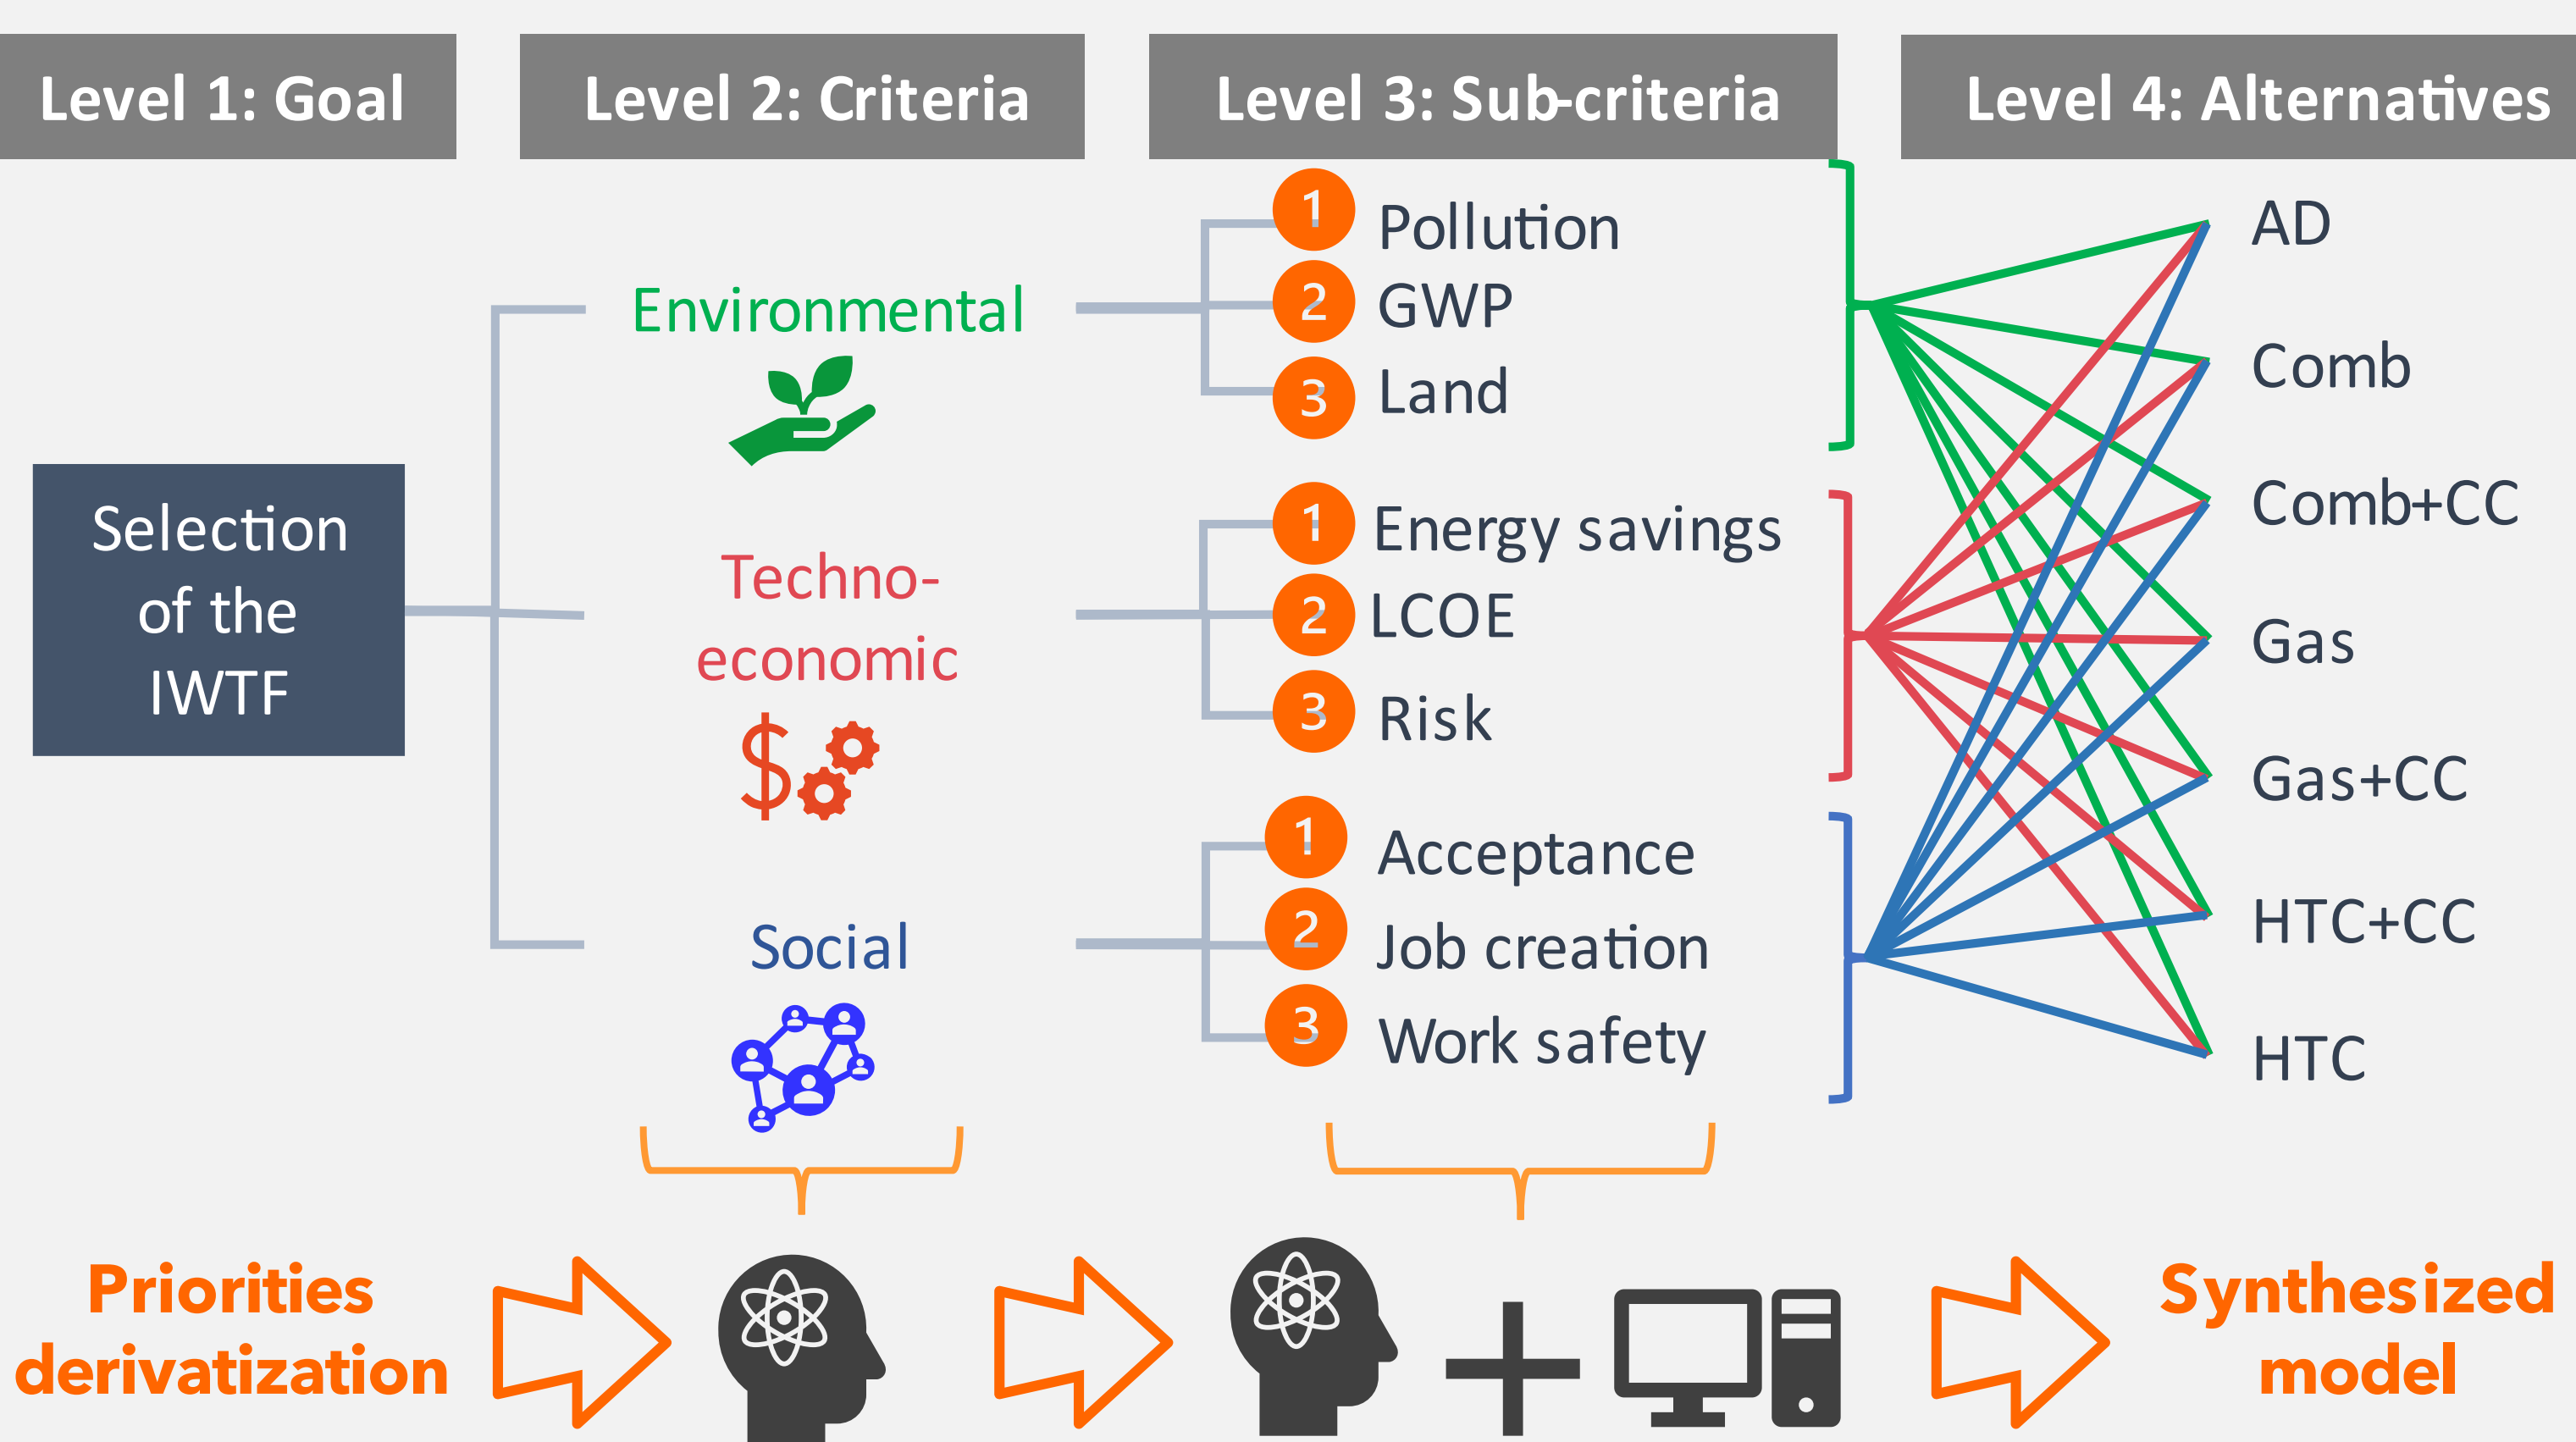 Level 1: Goal
Level 2: Criteria
Level 3: Sub-criteria
Level 4: Alternatives
Selection
of the
IWTF
Environmental
Techno-
economic
$
Social
1 Pollution
2 GWP
3 Land
1 Energy savings
2 LCOE
3 Risk
1 Acceptance
2 Job creation
3 Work safety
AD
Comb
Comb+CC
Gas
Gas+CC
HTC+CC
HTC
Priorities
derivatization
+
Synthesized
model